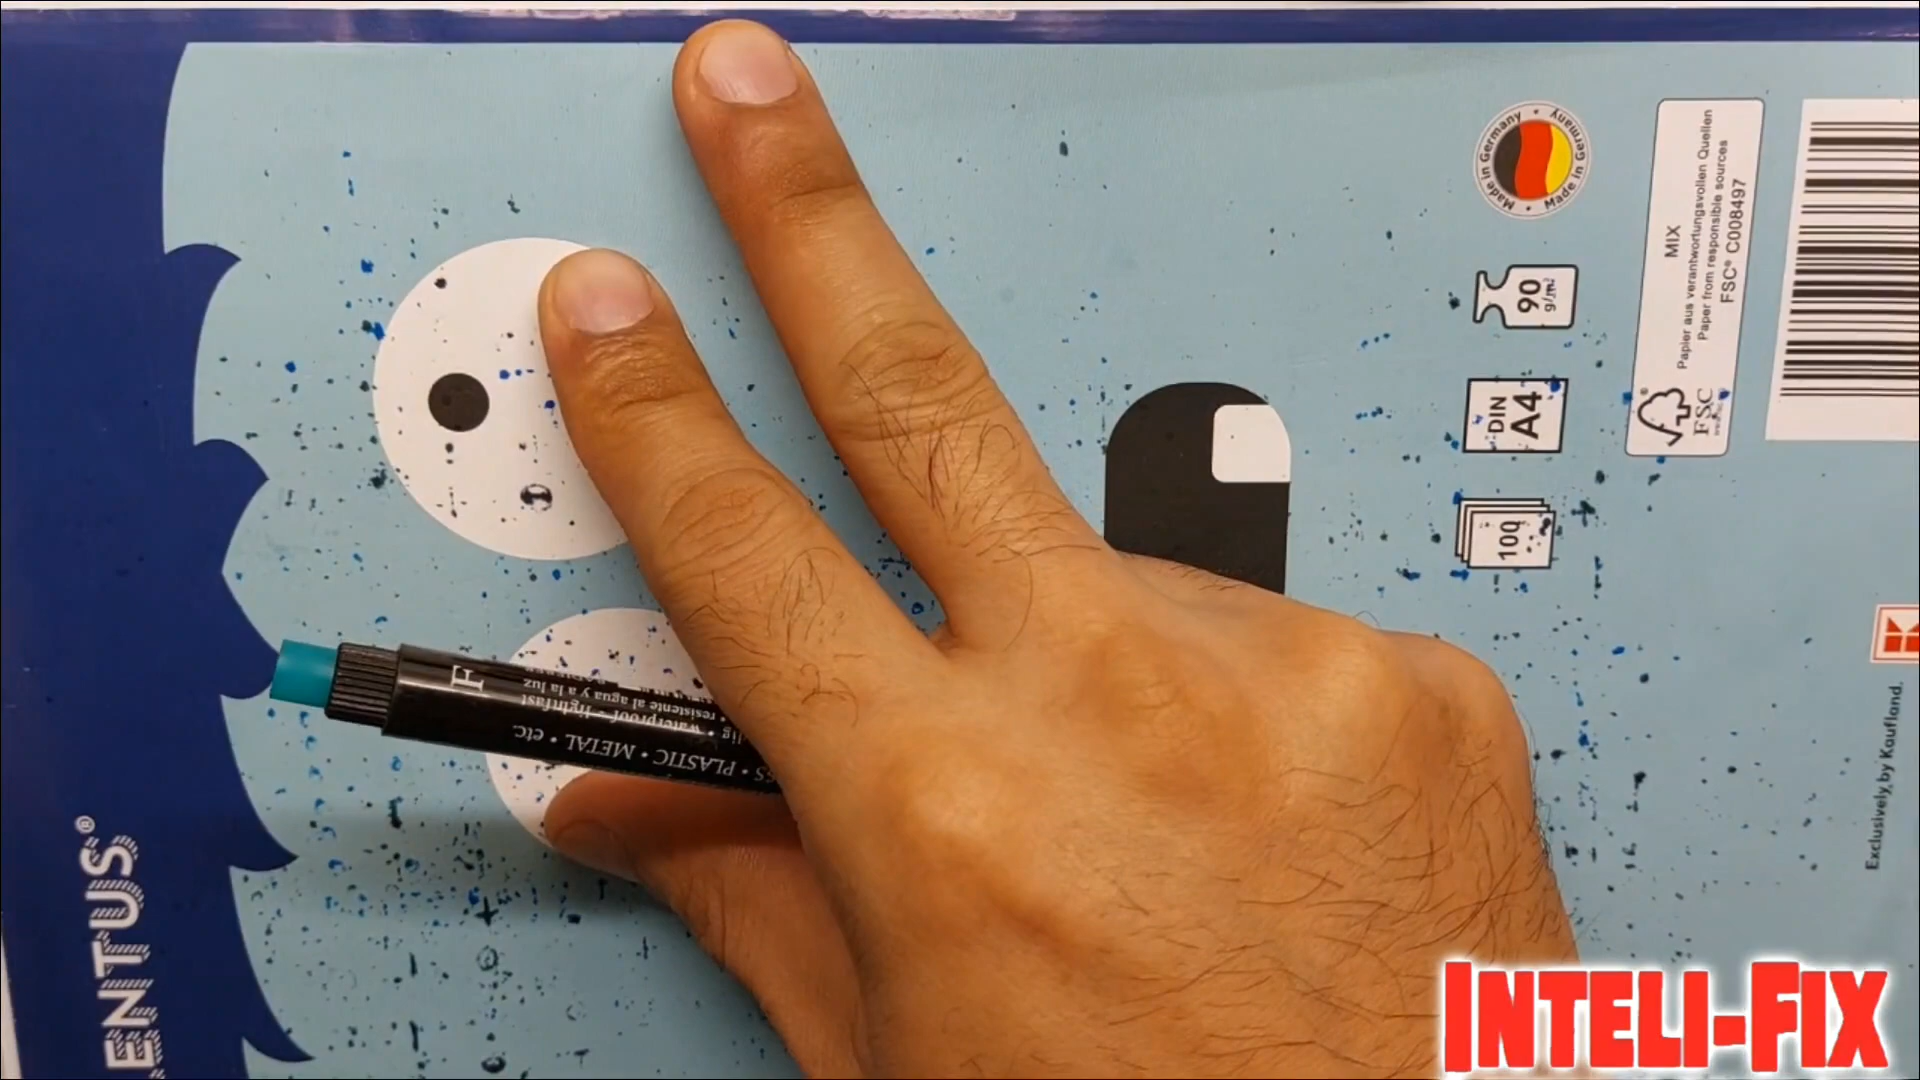 Made in Germany • Made in Germany •
90
g/m²
DIN
A4
100
MIX
Papier aus verantwortungsvollen Quellen
Paper from responsible sources
FSC® C008497
FSC
Exclusively by Kaufland.
ENTUS®
F
resistente al agua y a la luz
waterproof – lightfast
• PLASTIC • METAL • etc.
1
INTELI-FIX